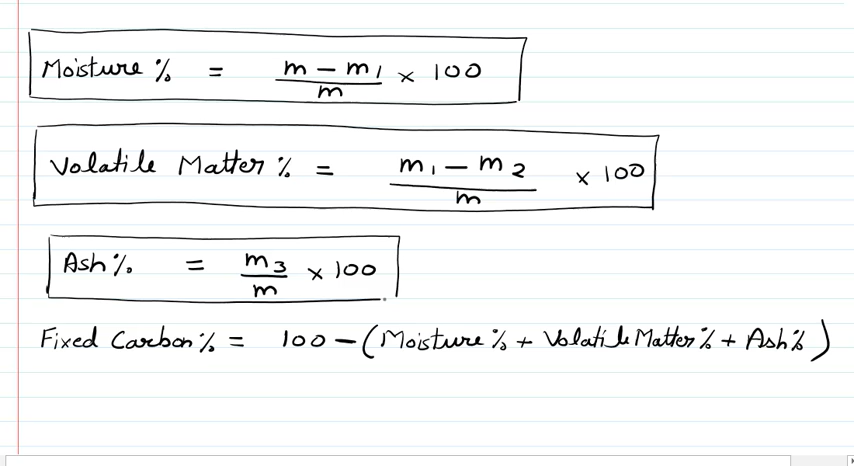 Moisture % = m - m1 / m × 100
Volatile Matter % = m1 - m2 / m × 100
Ash % = m3 / m × 100
Fixed Carbon % = 100 - (Moisture % + Volatile Matter % + Ash %)